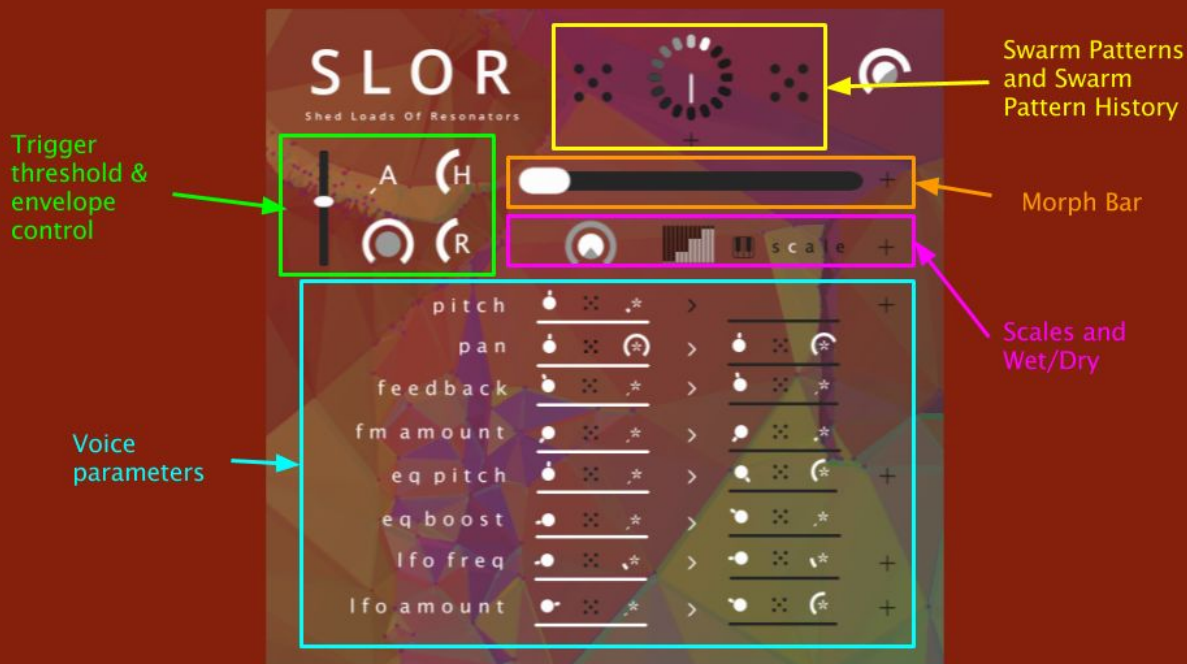 SLOR
Shed Loads Of Resonators
Swarm Patterns
and Swarm
Pattern History
Trigger
threshold &
envelope
control
A
H
R
+
+
Morph Bar
scale +
Scales and
Wet/Dry
pitch > +
pan >
feedback >
fm amount >
eq pitch > +
eq boost >
lfo freq > +
lfo amount > +
Voice
parameters